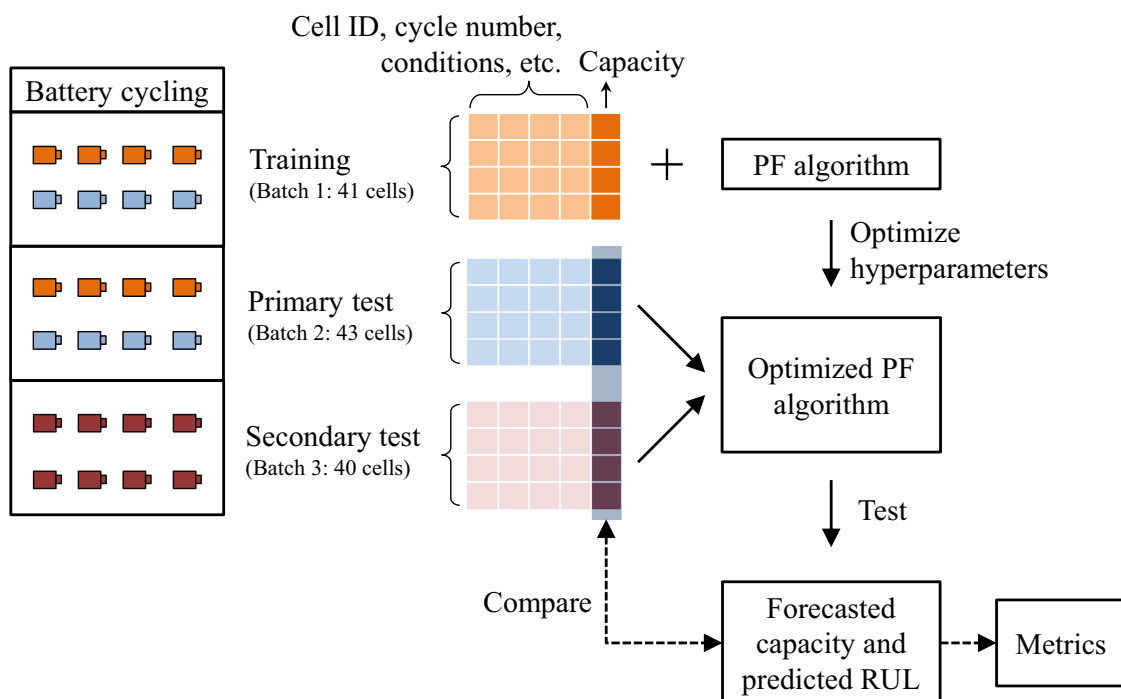 Cell ID, cycle number,
conditions, etc.
Capacity
Battery cycling
Training
(Batch 1: 41 cells)
+
PF algorithm
Optimize
hyperparameters
Primary test
(Batch 2: 43 cells)
Optimized PF
algorithm
Secondary test
(Batch 3: 40 cells)
Test
Compare
Forecasted
capacity and
predicted RUL
Metrics